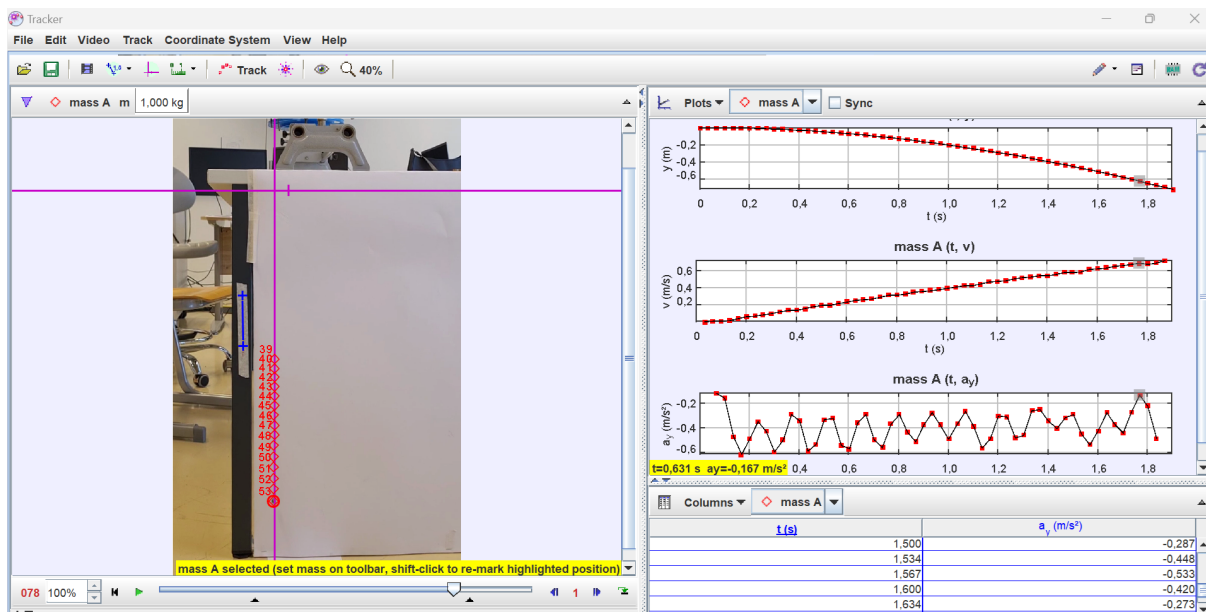 Tracker
File Edit Video Track Coordinate System View Help
Track 40%
mass A m 1,000 kg
Plots mass A Sync
39
40
41
42
43
44
45
46
47
48
49
50
51
52
53
mass A selected (set mass on toolbar, shift-click to re-mark highlighted position)
078 100% 1
y (m)
-0,2
-0,4
-0,6
0 0,2 0,4 0,6 0,8 1,0 1,2 1,4 1,6 1,8
t (s)
mass A (t, v)
v (m/s)
0,6
0,4
0,2
0 0,2 0,4 0,6 0,8 1,0 1,2 1,4 1,6 1,8
t (s)
mass A (t, ay)
ay (m/s²)
-0,2
-0,4
-0,6
t=0,631 s ay=-0,167 m/s² 0,4 0,6 0,8 1,0 1,2 1,4 1,6 1,8
Columns mass A
t (s) ay (m/s²)
1,500 -0,287
1,534 -0,448
1,567 -0,533
1,600 -0,420
1,634 -0,273